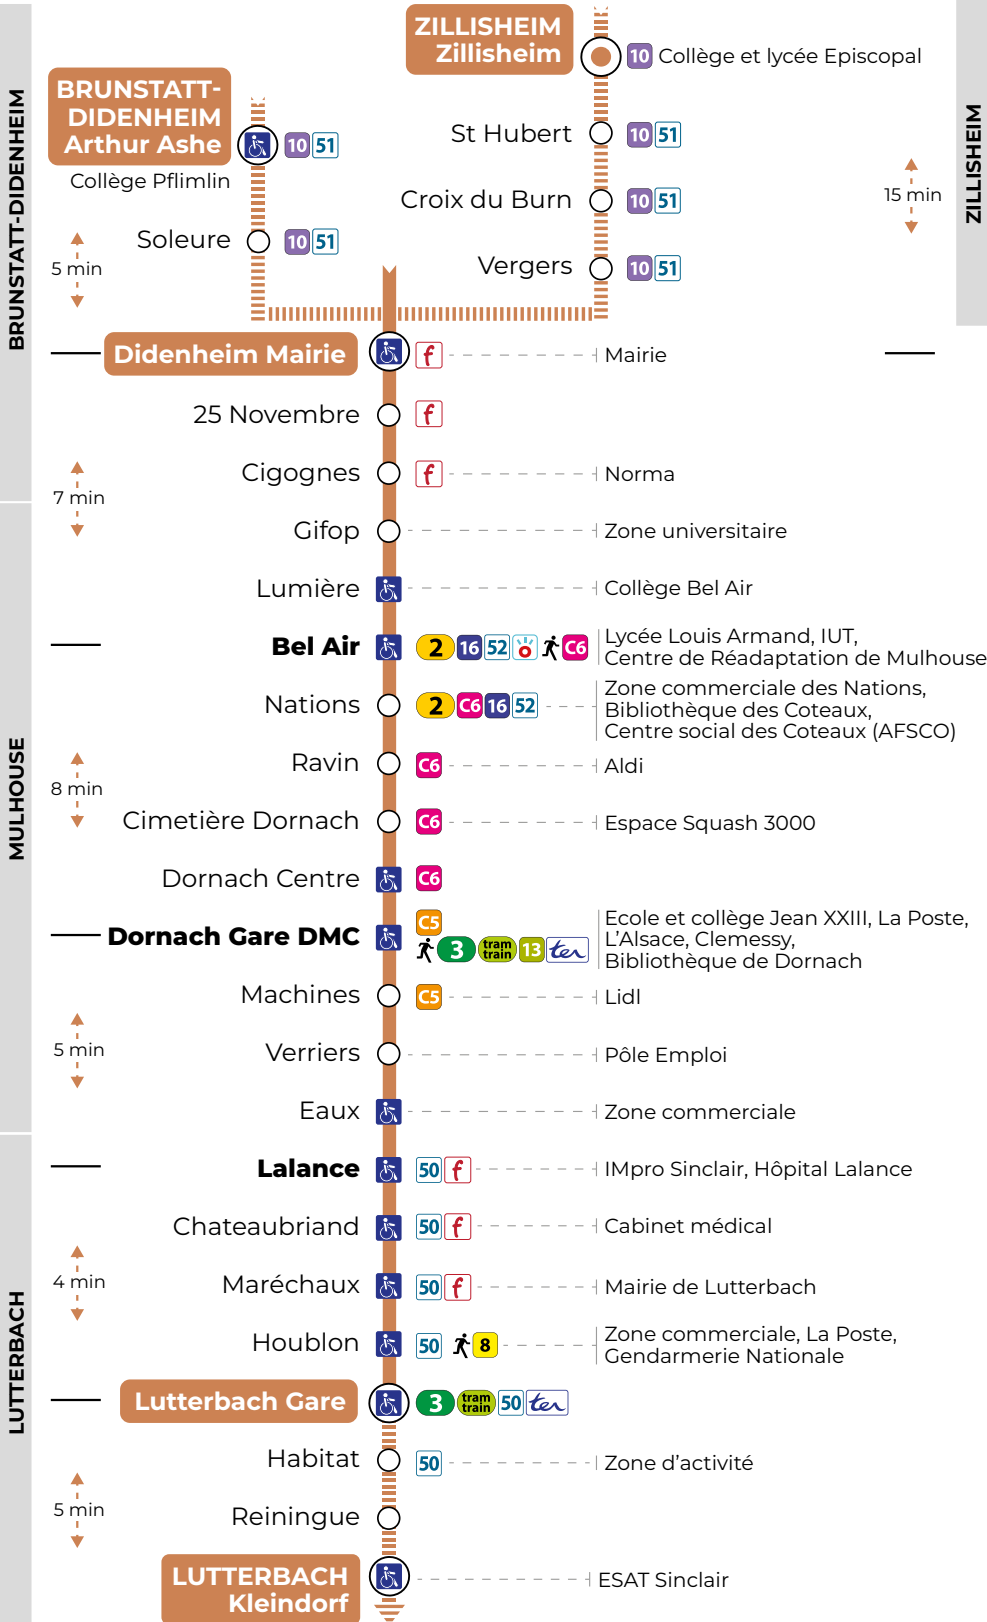 ZILLISHEIM
Zillisheim
10 Collège et lycée Episcopal
BRUNSTATT-
DIDENHEIM
Arthur Ashe
10 51
Collège Pflimlin
St Hubert
10 51
Croix du Burn
10 51
15 min
ZILLISHEIM
Soleure
10 51
Vergers
10 51
5 min
BRUNSTATT-DIDENHEIM
Didenheim Mairie
f
Mairie
25 Novembre
f
Cigognes
f
Norma
7 min
Gifop
Zone universitaire
Lumière
Collège Bel Air
Bel Air
2 16 52 C6
Lycée Louis Armand, IUT,
Centre de Réadaptation de Mulhouse
Nations
2 C6 16 52
Zone commerciale des Nations,
Bibliothèque des Coteaux,
Centre social des Coteaux (AFSCO)
Ravin
C6
Aldi
8 min
MULHOUSE
Cimetière Dornach
C6
Espace Squash 3000
Dornach Centre
C6
Dornach Gare DMC
C5
3 tram
train 13 ter
Ecole et collège Jean XXIII, La Poste,
L'Alsace, Clemessy,
Bibliothèque de Dornach
Machines
C5
Lidl
5 min
Verriers
Pôle Emploi
Eaux
Zone commerciale
Lalance
50 f
IMpro Sinclair, Hôpital Lalance
Chateaubriand
50 f
Cabinet médical
4 min
Maréchaux
50 f
Mairie de Lutterbach
LUTTERBACH
Houblon
50 8
Zone commerciale, La Poste,
Gendarmerie Nationale
Lutterbach Gare
3 tram
train 50 ter
Habitat
50
Zone d'activité
5 min
Reiningue
LUTTERBACH
Kleindorf
ESAT Sinclair